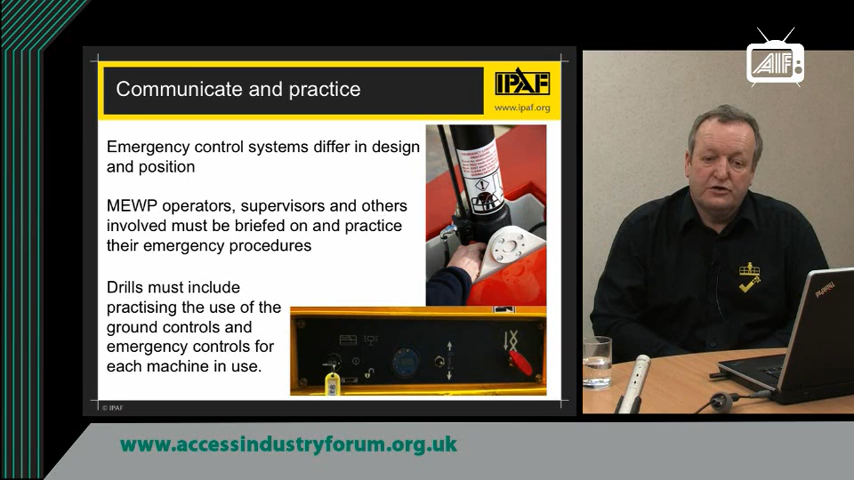 Communicate and practice
IPAF
www.ipaf.org
AIF
Emergency control systems differ in design
and position
MEWP operators, supervisors and others
involved must be briefed on and practice
their emergency procedures
Drills must include
practising the use of the
ground controls and
emergency controls for
each machine in use.
© IPAF
ThinkPad
www.accessindustryforum.org.uk